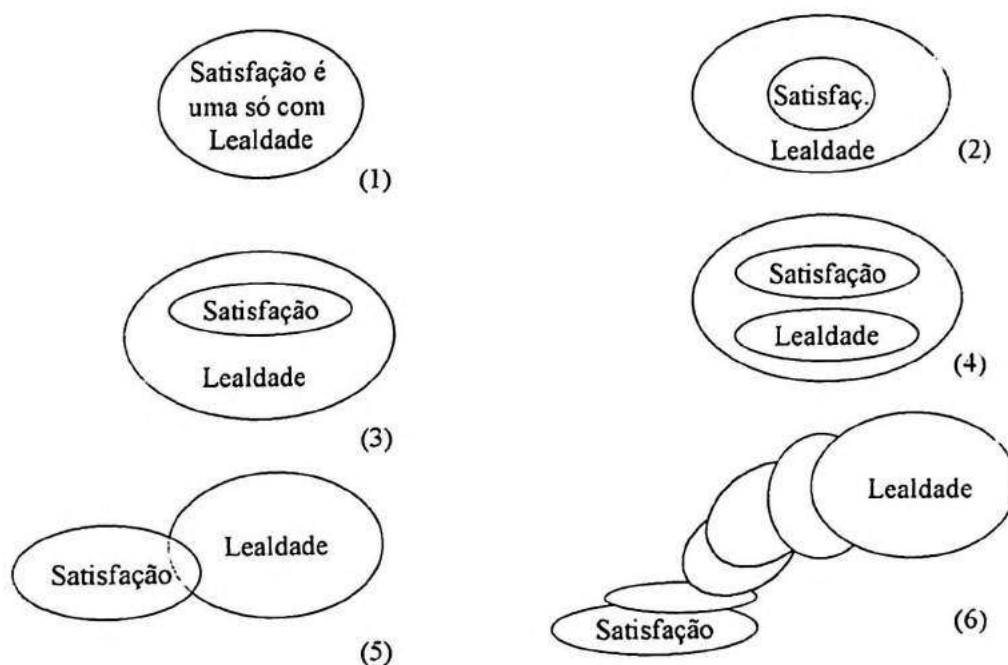 Satisfação é
uma só com
Lealdade
(1)
Satisfaç.
Lealdade
(2)
Satisfação
Lealdade
(3)
Satisfação
Lealdade
(4)
Satisfação
Lealdade
(5)
Lealdade
Satisfação
(6)